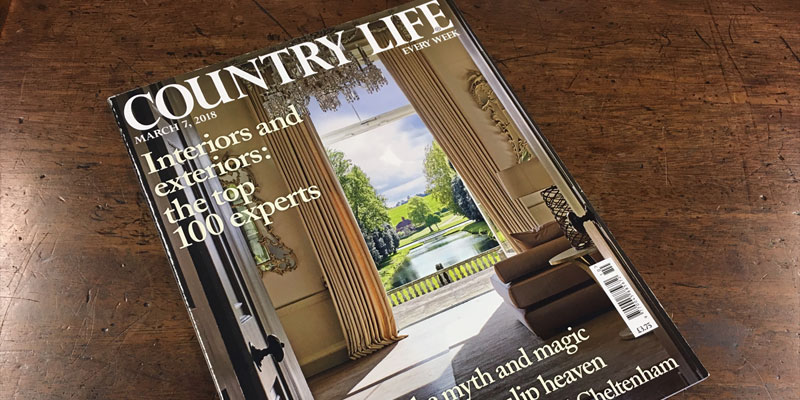 COUNTRY LIFE
EVERY WEEK
MARCH 7, 2018
Interiors and
exteriors:
the top
100 experts
£3.75
myth and magic
heaven
Cheltenham